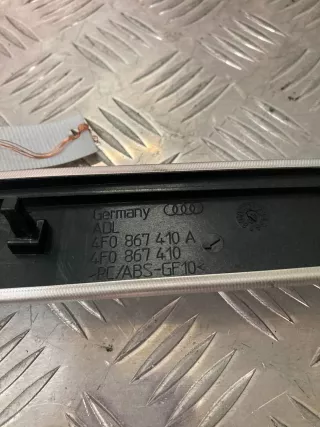 Germany
ADL
4F0 867 410 A
4F0 867 410
>PC/ABS-GF10<